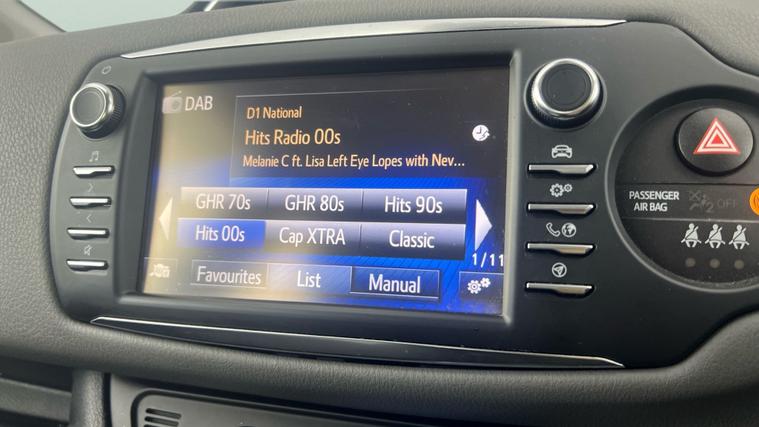 DAB
D1 National
Hits Radio 00s
Melanie C ft. Lisa Left Eye Lopes with Nev...
GHR 70s GHR 80s Hits 90s
Hits 00s Cap XTRA Classic
1/11
Favourites List Manual
PASSENGER
AIR BAG
2 OFF